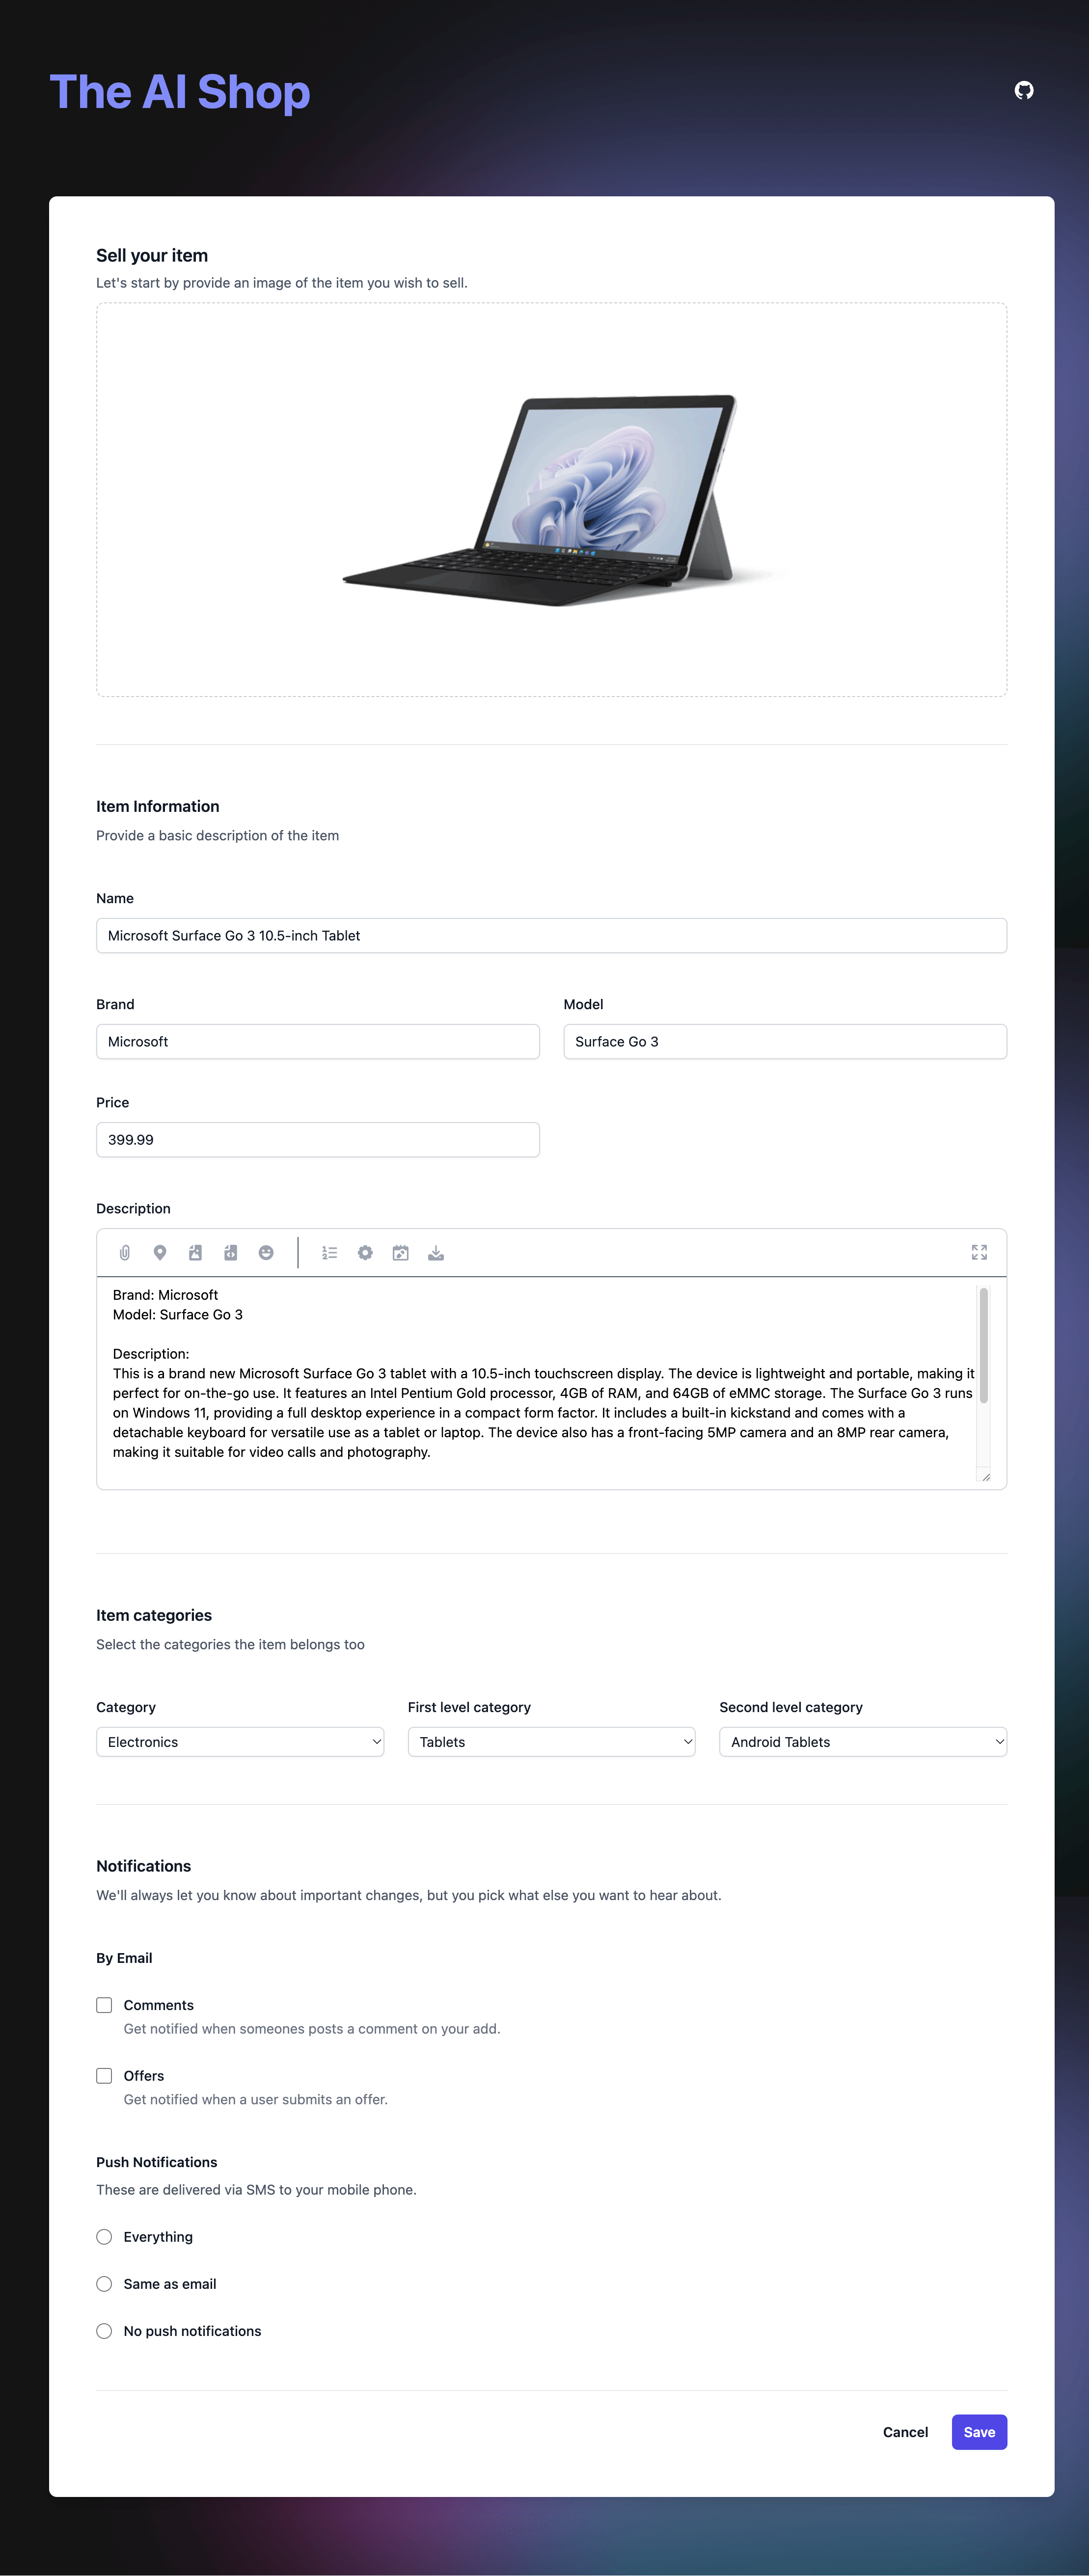 The AI Shop
Sell your item
Let's start by provide an image of the item you wish to sell.
Item Information
Provide a basic description of the item
Name
Microsoft Surface Go 3 10.5-inch Tablet
Brand
Model
Microsoft
Surface Go 3
Price
399.99
Description
Brand: Microsoft
Model: Surface Go 3
Description:
This is a brand new Microsoft Surface Go 3 tablet with a 10.5-inch touchscreen display. The device is lightweight and portable, making it
perfect for on-the-go use. It features an Intel Pentium Gold processor, 4GB of RAM, and 64GB of eMMC storage. The Surface Go 3 runs
on Windows 11, providing a full desktop experience in a compact form factor. It includes a built-in kickstand and comes with a
detachable keyboard for versatile use as a tablet or laptop. The device also has a front-facing 5MP camera and an 8MP rear camera,
making it suitable for video calls and photography.
Item categories
Select the categories the item belongs too
Category
First level category
Second level category
Electronics
Tablets
Android Tablets
Notifications
We'll always let you know about important changes, but you pick what else you want to hear about.
By Email
Comments
Get notified when someones posts a comment on your add.
Offers
Get notified when a user submits an offer.
Push Notifications
These are delivered via SMS to your mobile phone.
Everything
Same as email
No push notifications
Cancel
Save